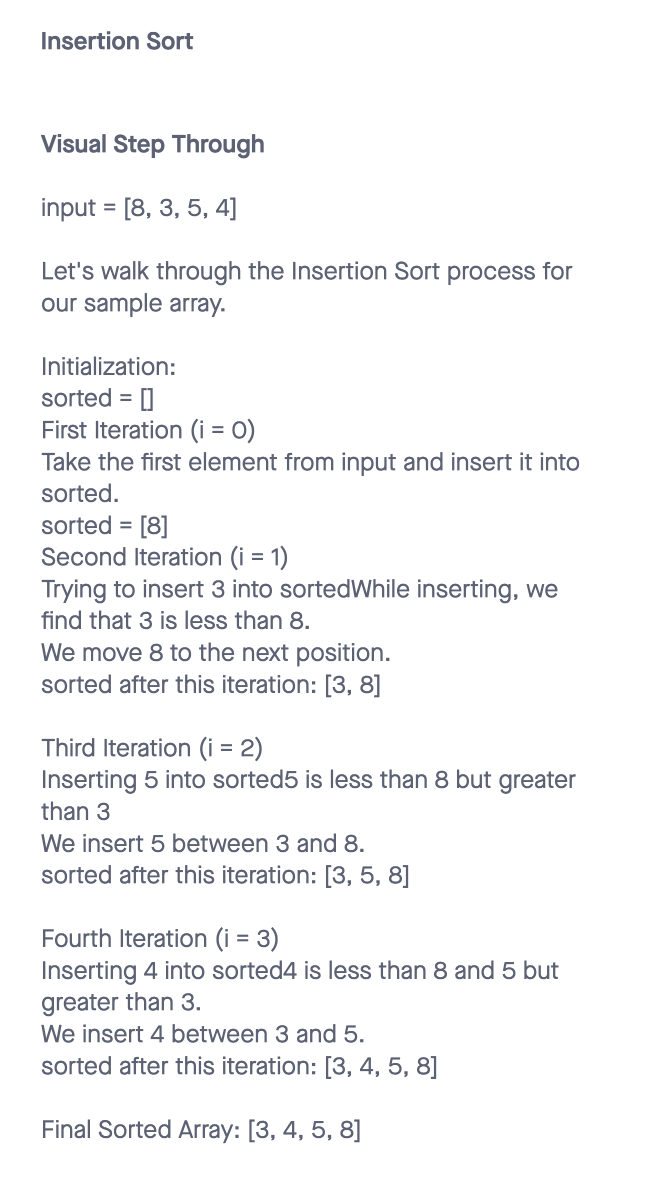 Insertion Sort
Visual Step Through
input = [8, 3, 5, 4]
Let's walk through the Insertion Sort process for
our sample array.
Initialization:
sorted = []
First Iteration (i = 0)
Take the first element from input and insert it into
sorted.
sorted = [8]
Second Iteration (i = 1)
Trying to insert 3 into sortedWhile inserting, we
find that 3 is less than 8.
We move 8 to the next position.
sorted after this iteration: [3, 8]
Third Iteration (i = 2)
Inserting 5 into sorted5 is less than 8 but greater
than 3
We insert 5 between 3 and 8.
sorted after this iteration: [3, 5, 8]
Fourth Iteration (i = 3)
Inserting 4 into sorted4 is less than 8 and 5 but
greater than 3.
We insert 4 between 3 and 5.
sorted after this iteration: [3, 4, 5, 8]
Final Sorted Array: [3, 4, 5, 8]